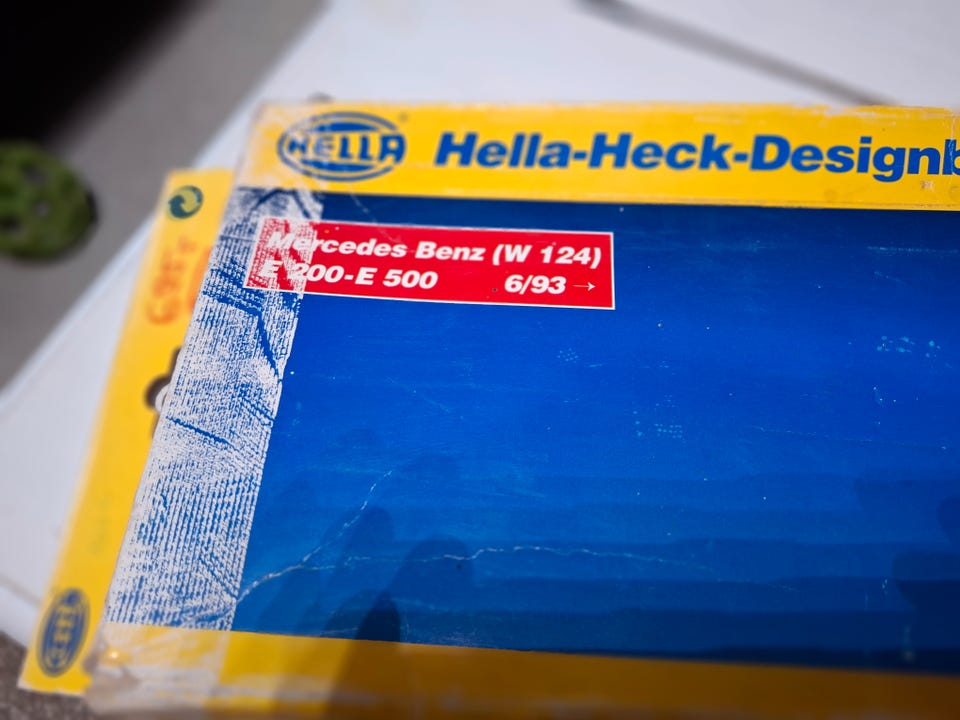 HELLA
Hella-Heck-Designb
Mercedes Benz (W 124)
E 200-E 500 6/93 →